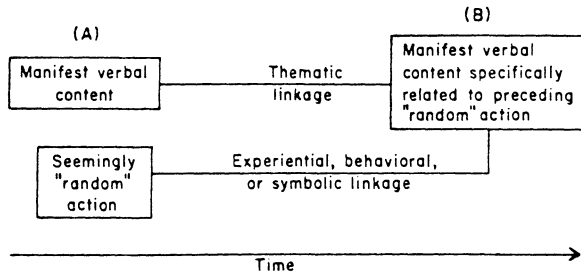 (A)
(B)
Manifest verbal
content
Thematic
linkage
Manifest verbal
content specifically
related to preceding
"random" action
Seemingly
"random"
action
Experiential, behavioral,
or symbolic linkage
Time